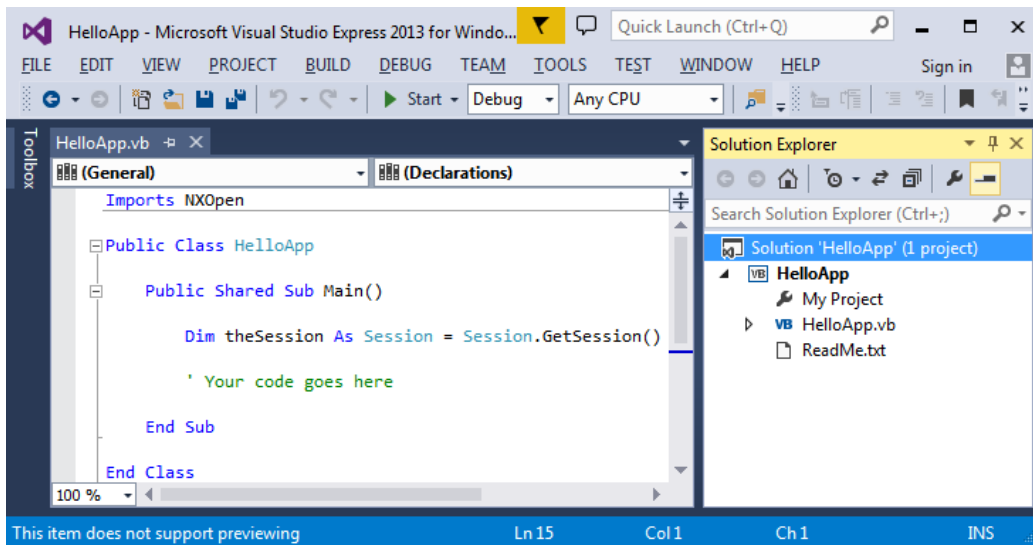 HelloApp - Microsoft Visual Studio Express 2013 for Windo... Quick Launch (Ctrl+Q)
FILE EDIT VIEW PROJECT BUILD DEBUG TEAM TOOLS TEST WINDOW HELP Sign in
Start Debug Any CPU
Toolbox
HelloApp.vb
(General) (Declarations)
Imports NXOpen
Public Class HelloApp
Public Shared Sub Main()
Dim theSession As Session = Session.GetSession()
' Your code goes here
End Sub
End Class
100 %
Solution Explorer
Search Solution Explorer (Ctrl+;)
Solution 'HelloApp' (1 project)
VB HelloApp
My Project
VB HelloApp.vb
ReadMe.txt
This item does not support previewing Ln 15 Col 1 Ch 1 INS